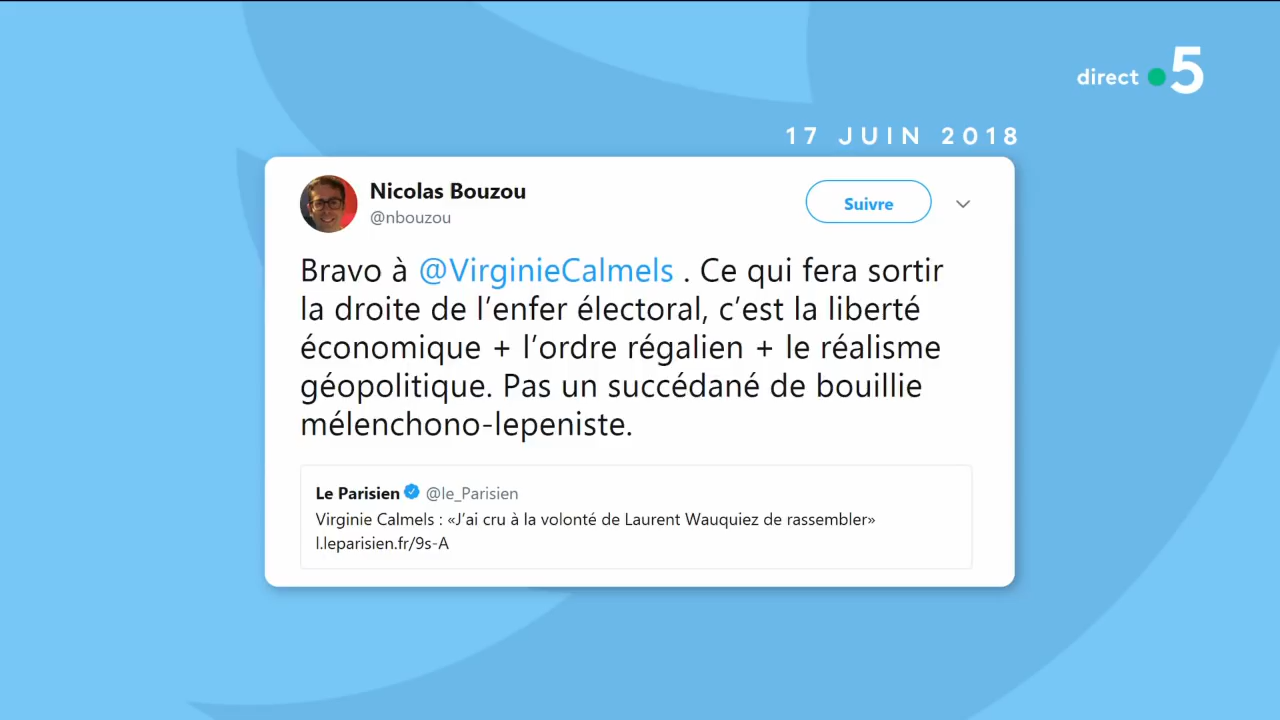 direct 5
17 JUIN 2018
Nicolas Bouzou
@nbouzou
Suivre
Bravo à @VirginieCalmels . Ce qui fera sortir
la droite de l’enfer électoral, c’est la liberté
économique + l’ordre régalien + le réalisme
géopolitique. Pas un succédané de bouillie
mélenchono-lepeniste.
Le Parisien @le_Parisien
Virginie Calmels : «J’ai cru à la volonté de Laurent Wauquiez de rassembler»
l.leparisien.fr/9s-A